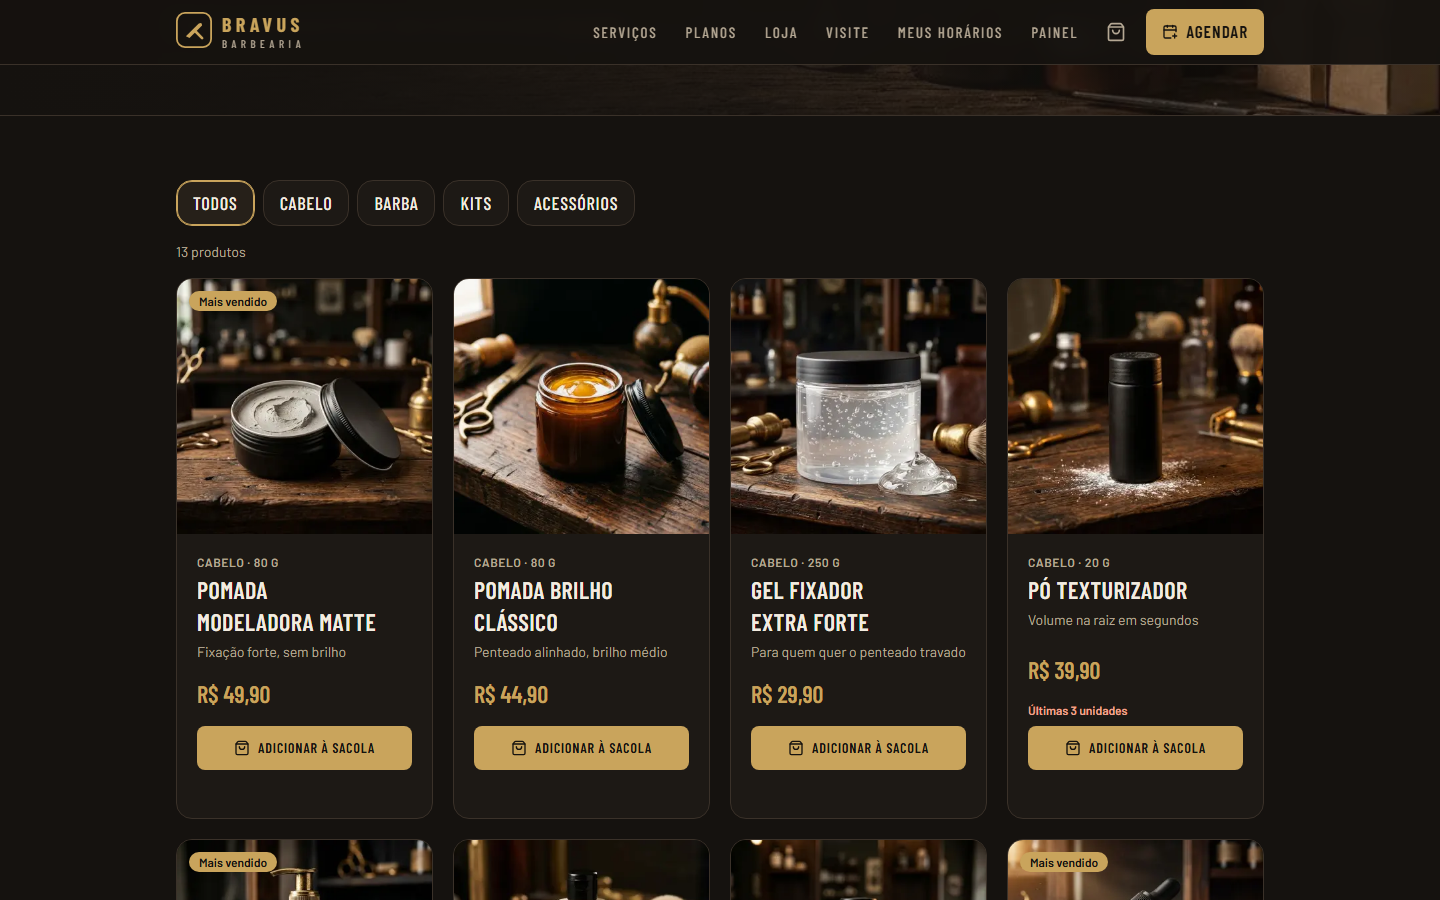 BRAVUS
BARBEARIA
SERVIÇOS
PLANOS
LOJA
VISITE
MEUS HORÁRIOS
PAINEL
AGENDAR
TODOS
CABELO
BARBA
KITS
ACESSÓRIOS
13 produtos
Mais vendido
CABELO · 80 G
POMADA
MODELADORA MATTE
Fixação forte, sem brilho
R$ 49,90
ADICIONAR À SACOLA
CABELO · 80 G
POMADA BRILHO
CLÁSSICO
Penteado alinhado, brilho médio
R$ 44,90
ADICIONAR À SACOLA
CABELO · 250 G
GEL FIXADOR
EXTRA FORTE
Para quem quer o penteado travado
R$ 29,90
ADICIONAR À SACOLA
CABELO · 20 G
PÓ TEXTURIZADOR
Volume na raiz em segundos
R$ 39,90
Últimas 3 unidades
ADICIONAR À SACOLA
Mais vendido
Mais vendido